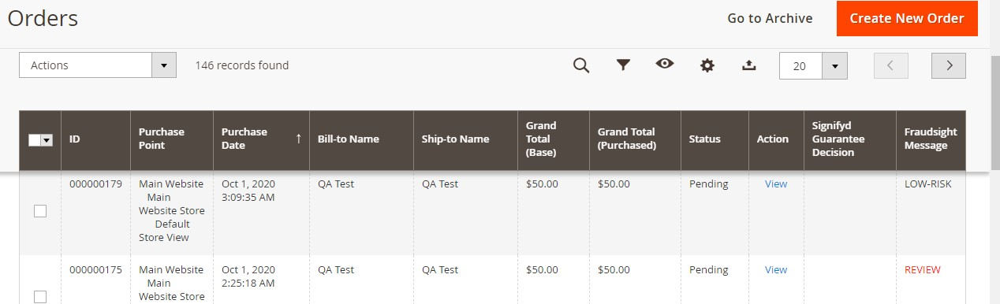 Orders
Go to Archive
Create New Order
Actions
146 records found
20
ID
Purchase
Point
Purchase
Date
↑
Bill-to Name
Ship-to Name
Grand
Total
(Base)
Grand Total
(Purchased)
Status
Action
Signifyd
Guarantee
Decision
Fraudsight
Message
000000179
Main Website
Main
Website Store
Default
Store View
Oct 1, 2020
3:09:35 AM
QA Test
QA Test
$50.00
$50.00
Pending
View
LOW-RISK
000000175
Main Website
Main
Website Store
Oct 1, 2020
2:25:18 AM
QA Test
QA Test
$50.00
$50.00
Pending
View
REVIEW